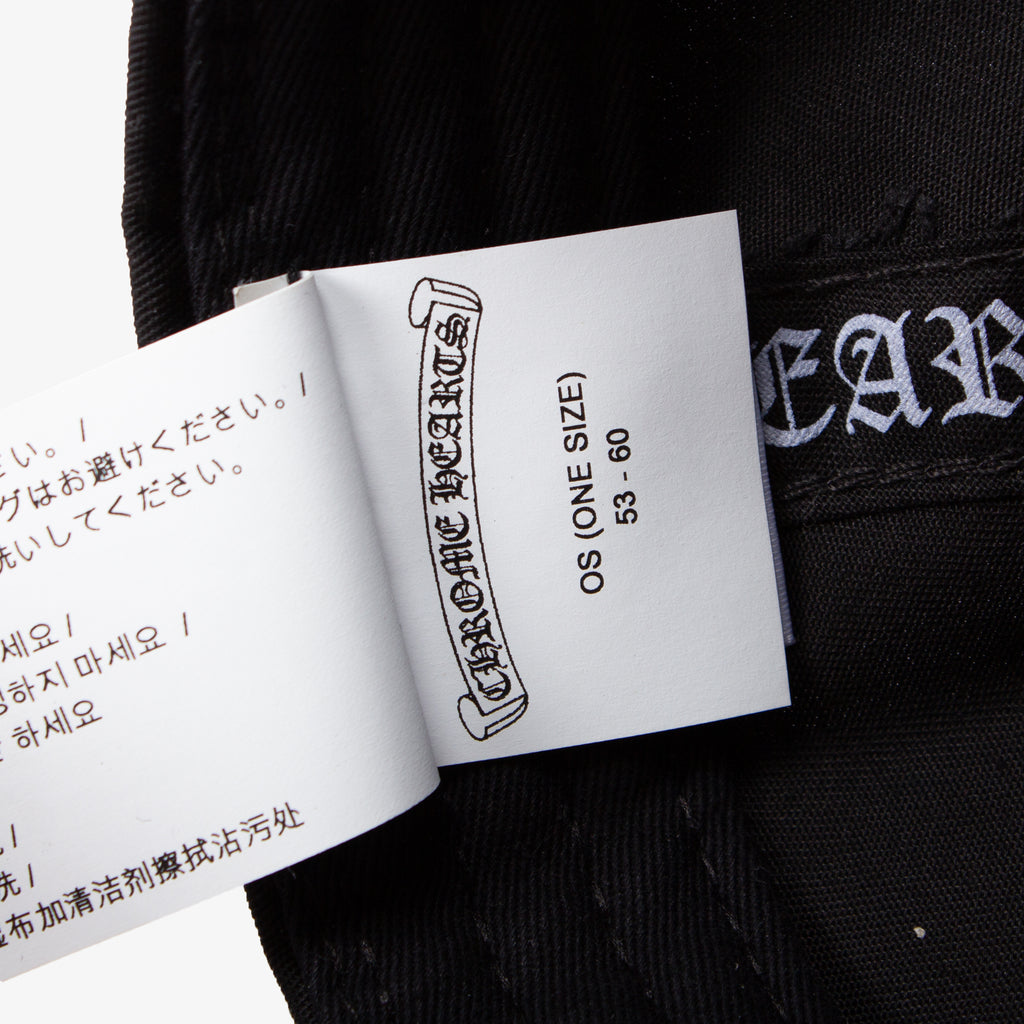 CHROME HEARTS
OS (ONE SIZE)
53 - 60
EAR
い。 /
グはお避けください。 /
洗いしてください。
세요 /
하지 마세요 /
하세요
/
洗 /
布加清洁剂擦拭沾污处